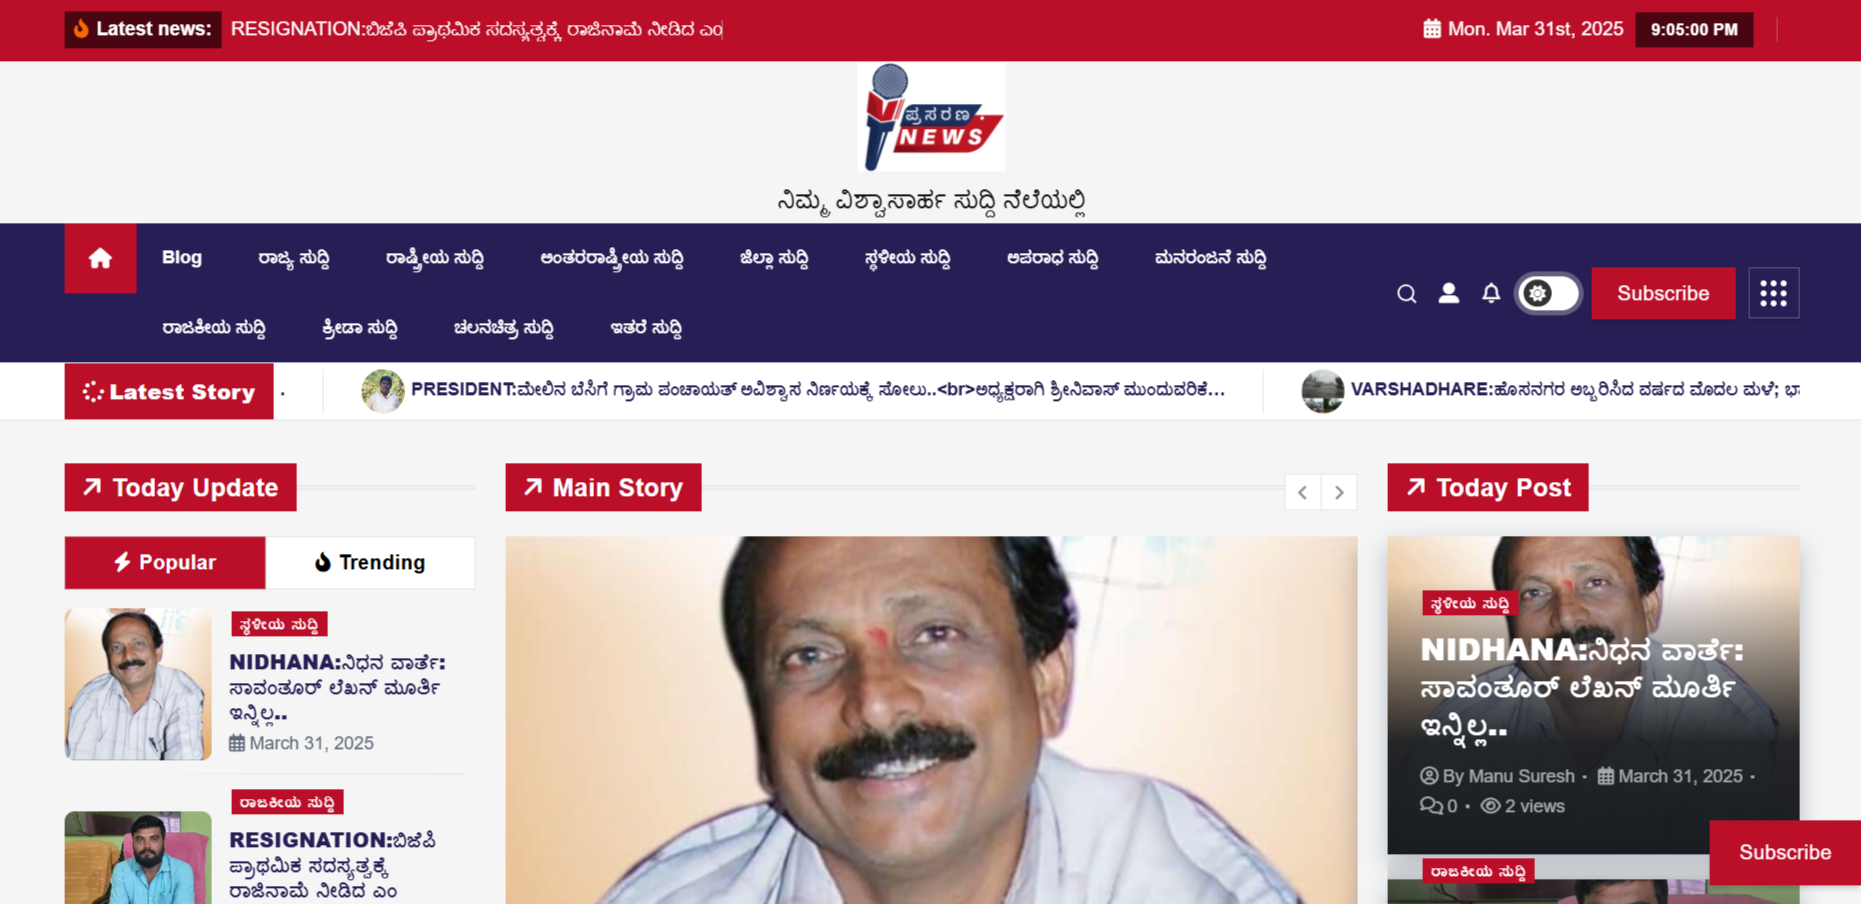 Latest news:
RESIGNATION:ಬಿಜೆಪಿ ಪ್ರಾಥಮಿಕ ಸದಸ್ಯತ್ವಕ್ಕೆ ರಾಜಿನಾಮೆ ನೀಡಿದ ಎಂ
Mon. Mar 31st, 2025
9:05:00 PM
ಪ್ರಸರಣ
NEWS
ನಿಮ್ಮ ವಿಶ್ವಾಸಾರ್ಹ ಸುದ್ದಿ ನೆಲೆಯಲ್ಲಿ
Blog
ರಾಜ್ಯ ಸುದ್ದಿ
ರಾಷ್ಟ್ರೀಯ ಸುದ್ದಿ
ಅಂತರರಾಷ್ಟ್ರೀಯ ಸುದ್ದಿ
ಜಿಲ್ಲಾ ಸುದ್ದಿ
ಸ್ಥಳೀಯ ಸುದ್ದಿ
ಅಪರಾಧ ಸುದ್ದಿ
ಮನರಂಜನೆ ಸುದ್ದಿ
ರಾಜಕೀಯ ಸುದ್ದಿ
ಕ್ರೀಡಾ ಸುದ್ದಿ
ಚಲನಚಿತ್ರ ಸುದ್ದಿ
ಇತರೆ ಸುದ್ದಿ
Subscribe
Latest Story
PRESIDENT:ಮೇಲಿನ ಬೆಸಿಗೆ ಗ್ರಾಮ ಪಂಚಾಯತ್ ಅವಿಶ್ವಾಸ ನಿರ್ಣಯಕ್ಕೆ ಸೋಲು..<br>ಅಧ್ಯಕ್ಷರಾಗಿ ಶ್ರೀನಿವಾಸ್ ಮುಂದುವರಿಕೆ...
VARSHADHARE:ಹೊಸನಗರ ಅಬ್ಬರಿಸಿದ ವರ್ಷದ ಮೊದಲ ಮಳೆ;
Today Update
Popular
Trending
ಸ್ಥಳೀಯ ಸುದ್ದಿ
NIDHANA:ನಿಧನ ವಾರ್ತೆ:
ಸಾವಂತೂರ್ ಲೆಖನ್ ಮೂರ್ತಿ
ಇನ್ನಿಲ್ಲ..
March 31, 2025
ರಾಜಕೀಯ ಸುದ್ದಿ
RESIGNATION:ಬಿಜೆಪಿ
ಪ್ರಾಥಮಿಕ ಸದಸ್ಯತ್ವಕ್ಕೆ
ರಾಜಿನಾಮೆ ನೀಡಿದ ಎಂ
Main Story
Today Post
ಸ್ಥಳೀಯ ಸುದ್ದಿ
NIDHANA:ನಿಧನ ವಾರ್ತೆ:
ಸಾವಂತೂರ್ ಲೆಖನ್ ಮೂರ್ತಿ
ಇನ್ನಿಲ್ಲ..
By Manu Suresh · March 31, 2025 ·
0 · 2 views
ರಾಜಕೀಯ ಸುದ್ದಿ
Subscribe